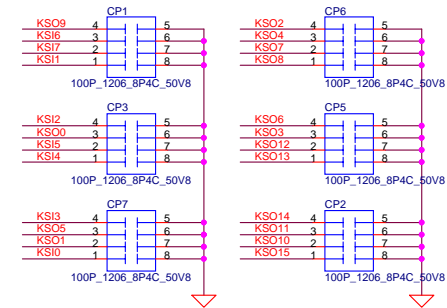 CP1
KSO9 4 5
KSI6 3 6
KSI7 2 7
KSI1 1 8
100P_1206_8P4C_50V8
CP6
KSO2 4 5
KSO4 3 6
KSO7 2 7
KSO8 1 8
100P_1206_8P4C_50V8
CP3
KSI2 4 5
KSO0 3 6
KSI5 2 7
KSI4 1 8
100P_1206_8P4C_50V8
CP5
KSO6 4 5
KSO3 3 6
KSO12 2 7
KSO13 1 8
100P_1206_8P4C_50V8
CP7
KSI3 4 5
KSO5 3 6
KSO1 2 7
KSI0 1 8
100P_1206_8P4C_50V8
CP2
KSO14 4 5
KSO11 3 6
KSO10 2 7
KSO15 1 8
100P_1206_8P4C_50V8